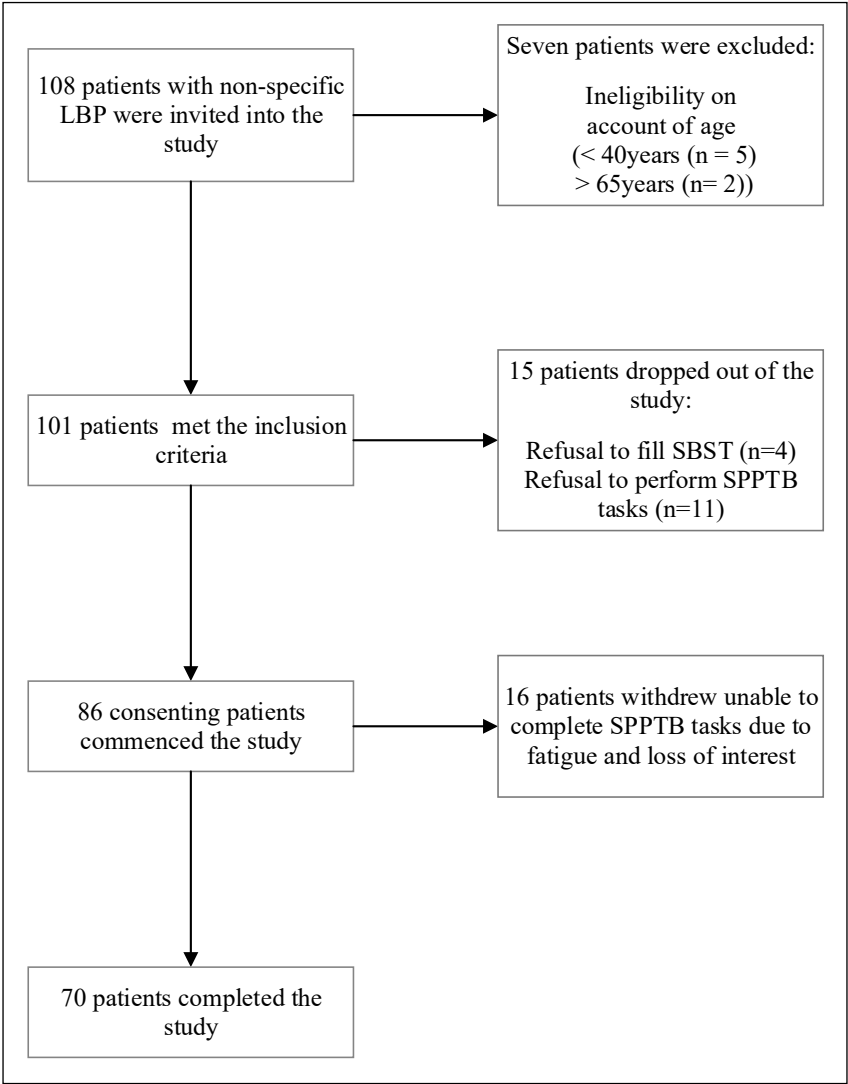 108 patients with non-specific
LBP were invited into the
study
Seven patients were excluded:
Ineligibility on
account of age
(< 40years (n = 5)
> 65years (n= 2))
101 patients  met the inclusion
criteria
15 patients dropped out of the
study:
Refusal to fill SBST (n=4)
Refusal to perform SPPTB
tasks (n=11)
86 consenting patients
commenced the study
16 patients withdrew unable to
complete SPPTB tasks due to
fatigue and loss of interest
70 patients completed the
study